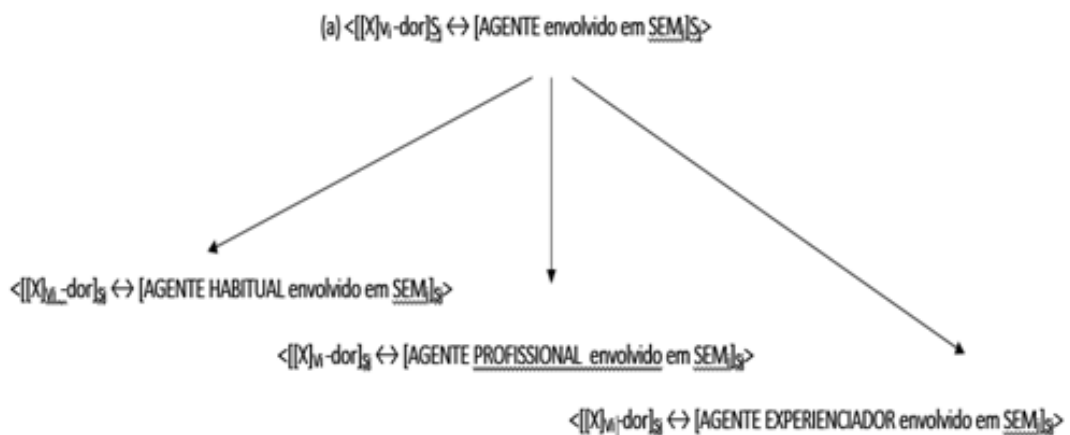 (a) <[[X]vᵢ -dor]Sⱼ ↔ [AGENTE envolvido em SEMᵢ]Sⱼ>
<[[X]Vi -dor]Sj ↔ [AGENTE HABITUAL envolvido em SEMi]Sj>
<[[X]Vi -dor]Sj ↔ [AGENTE PROFISSIONAL envolvido em SEMi]Sj>
<[[X]Vi -dor]Sj ↔ [AGENTE EXPERIENCIADOR envolvido em SEMi]Sj>